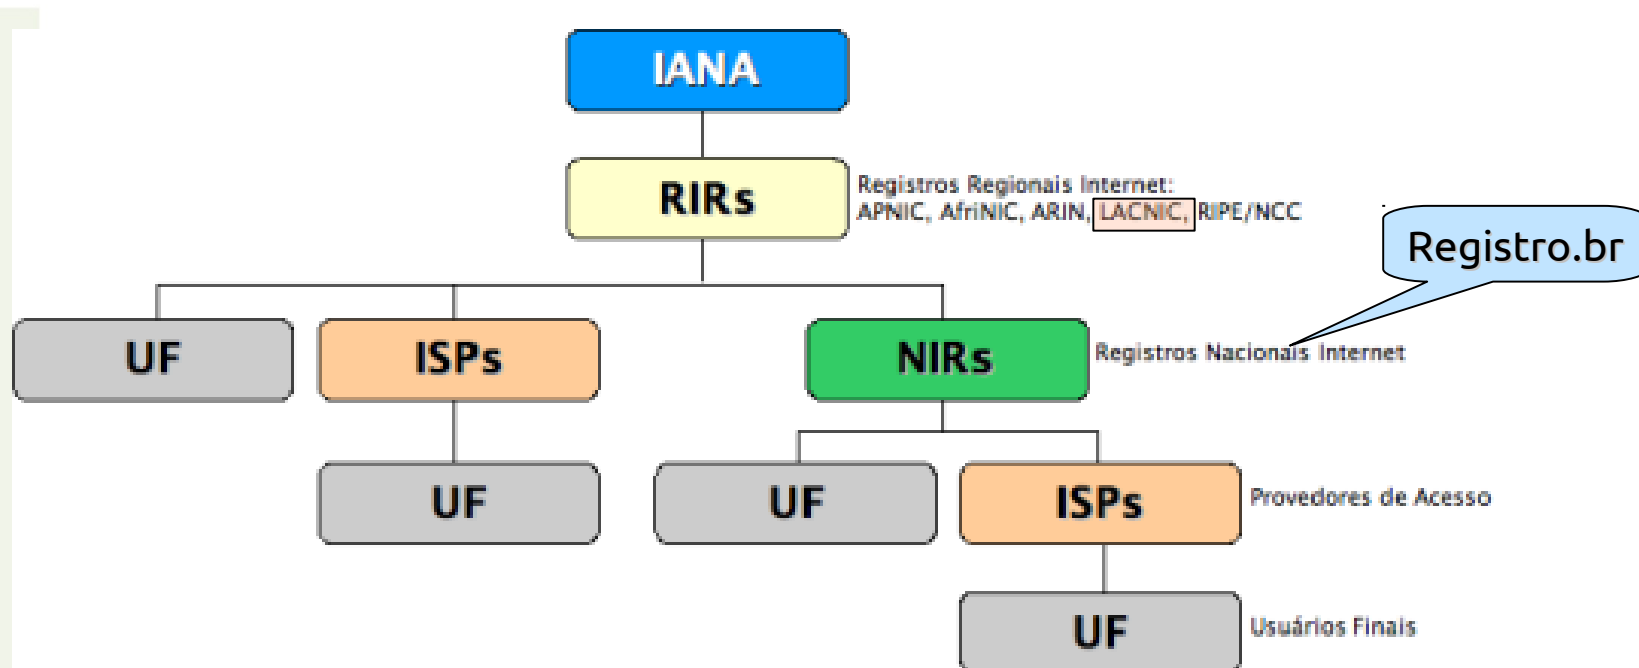 IANA
RIRs
Registros Regionais Internet:
APNIC, AfriNIC, ARIN, LACNIC, RIPE/NCC
Registro.br
UF
ISPs
NIRs
Registros Nacionais Internet
UF
UF
ISPs
Provedores de Acesso
UF
Usuários Finais